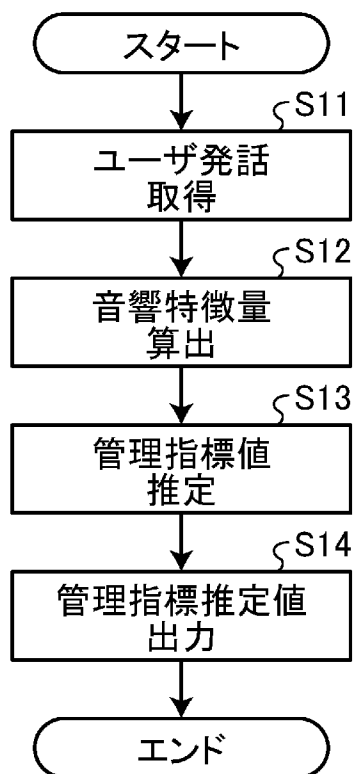 スタート
S11
ユーザ発話
取得
S12
音響特徴量
算出
S13
管理指標値
推定
S14
管理指標推定値
出力
エンド